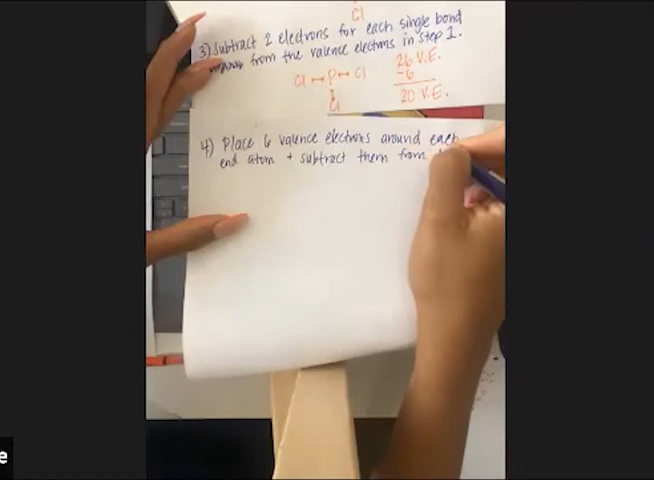 Cl
3) Subtract 2 electrons for each single bond
from the valence electrons in step 1.
Cl P Cl
Cl
26 V.E.
-6
20 V.E.
4) Place 6 valence electrons around each
end atom + subtract them from
e